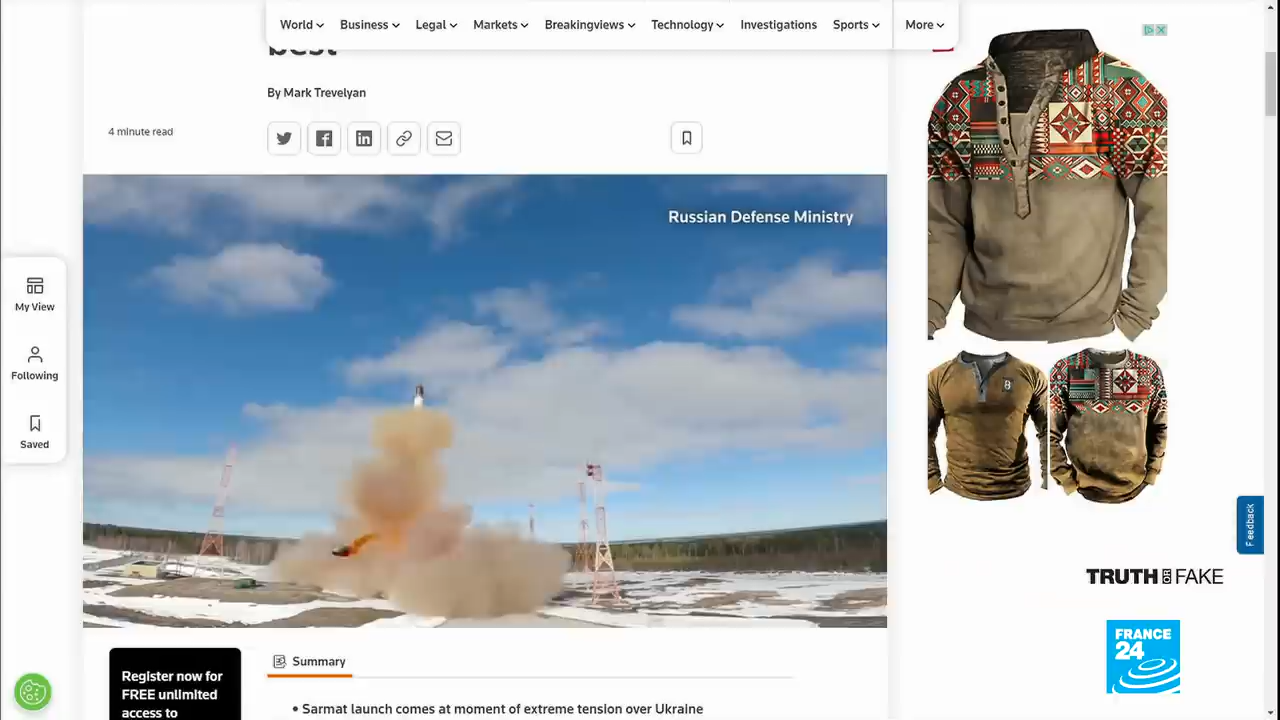 World Business Legal Markets Breakingviews Technology Investigations Sports More
best
By Mark Trevelyan
4 minute read
Russian Defense Ministry
My View
Following
Saved
Feedback
TRUTH OR FAKE
FRANCE
24
Register now for
FREE unlimited
access to
Summary
• Sarmat launch comes at moment of extreme tension over Ukraine